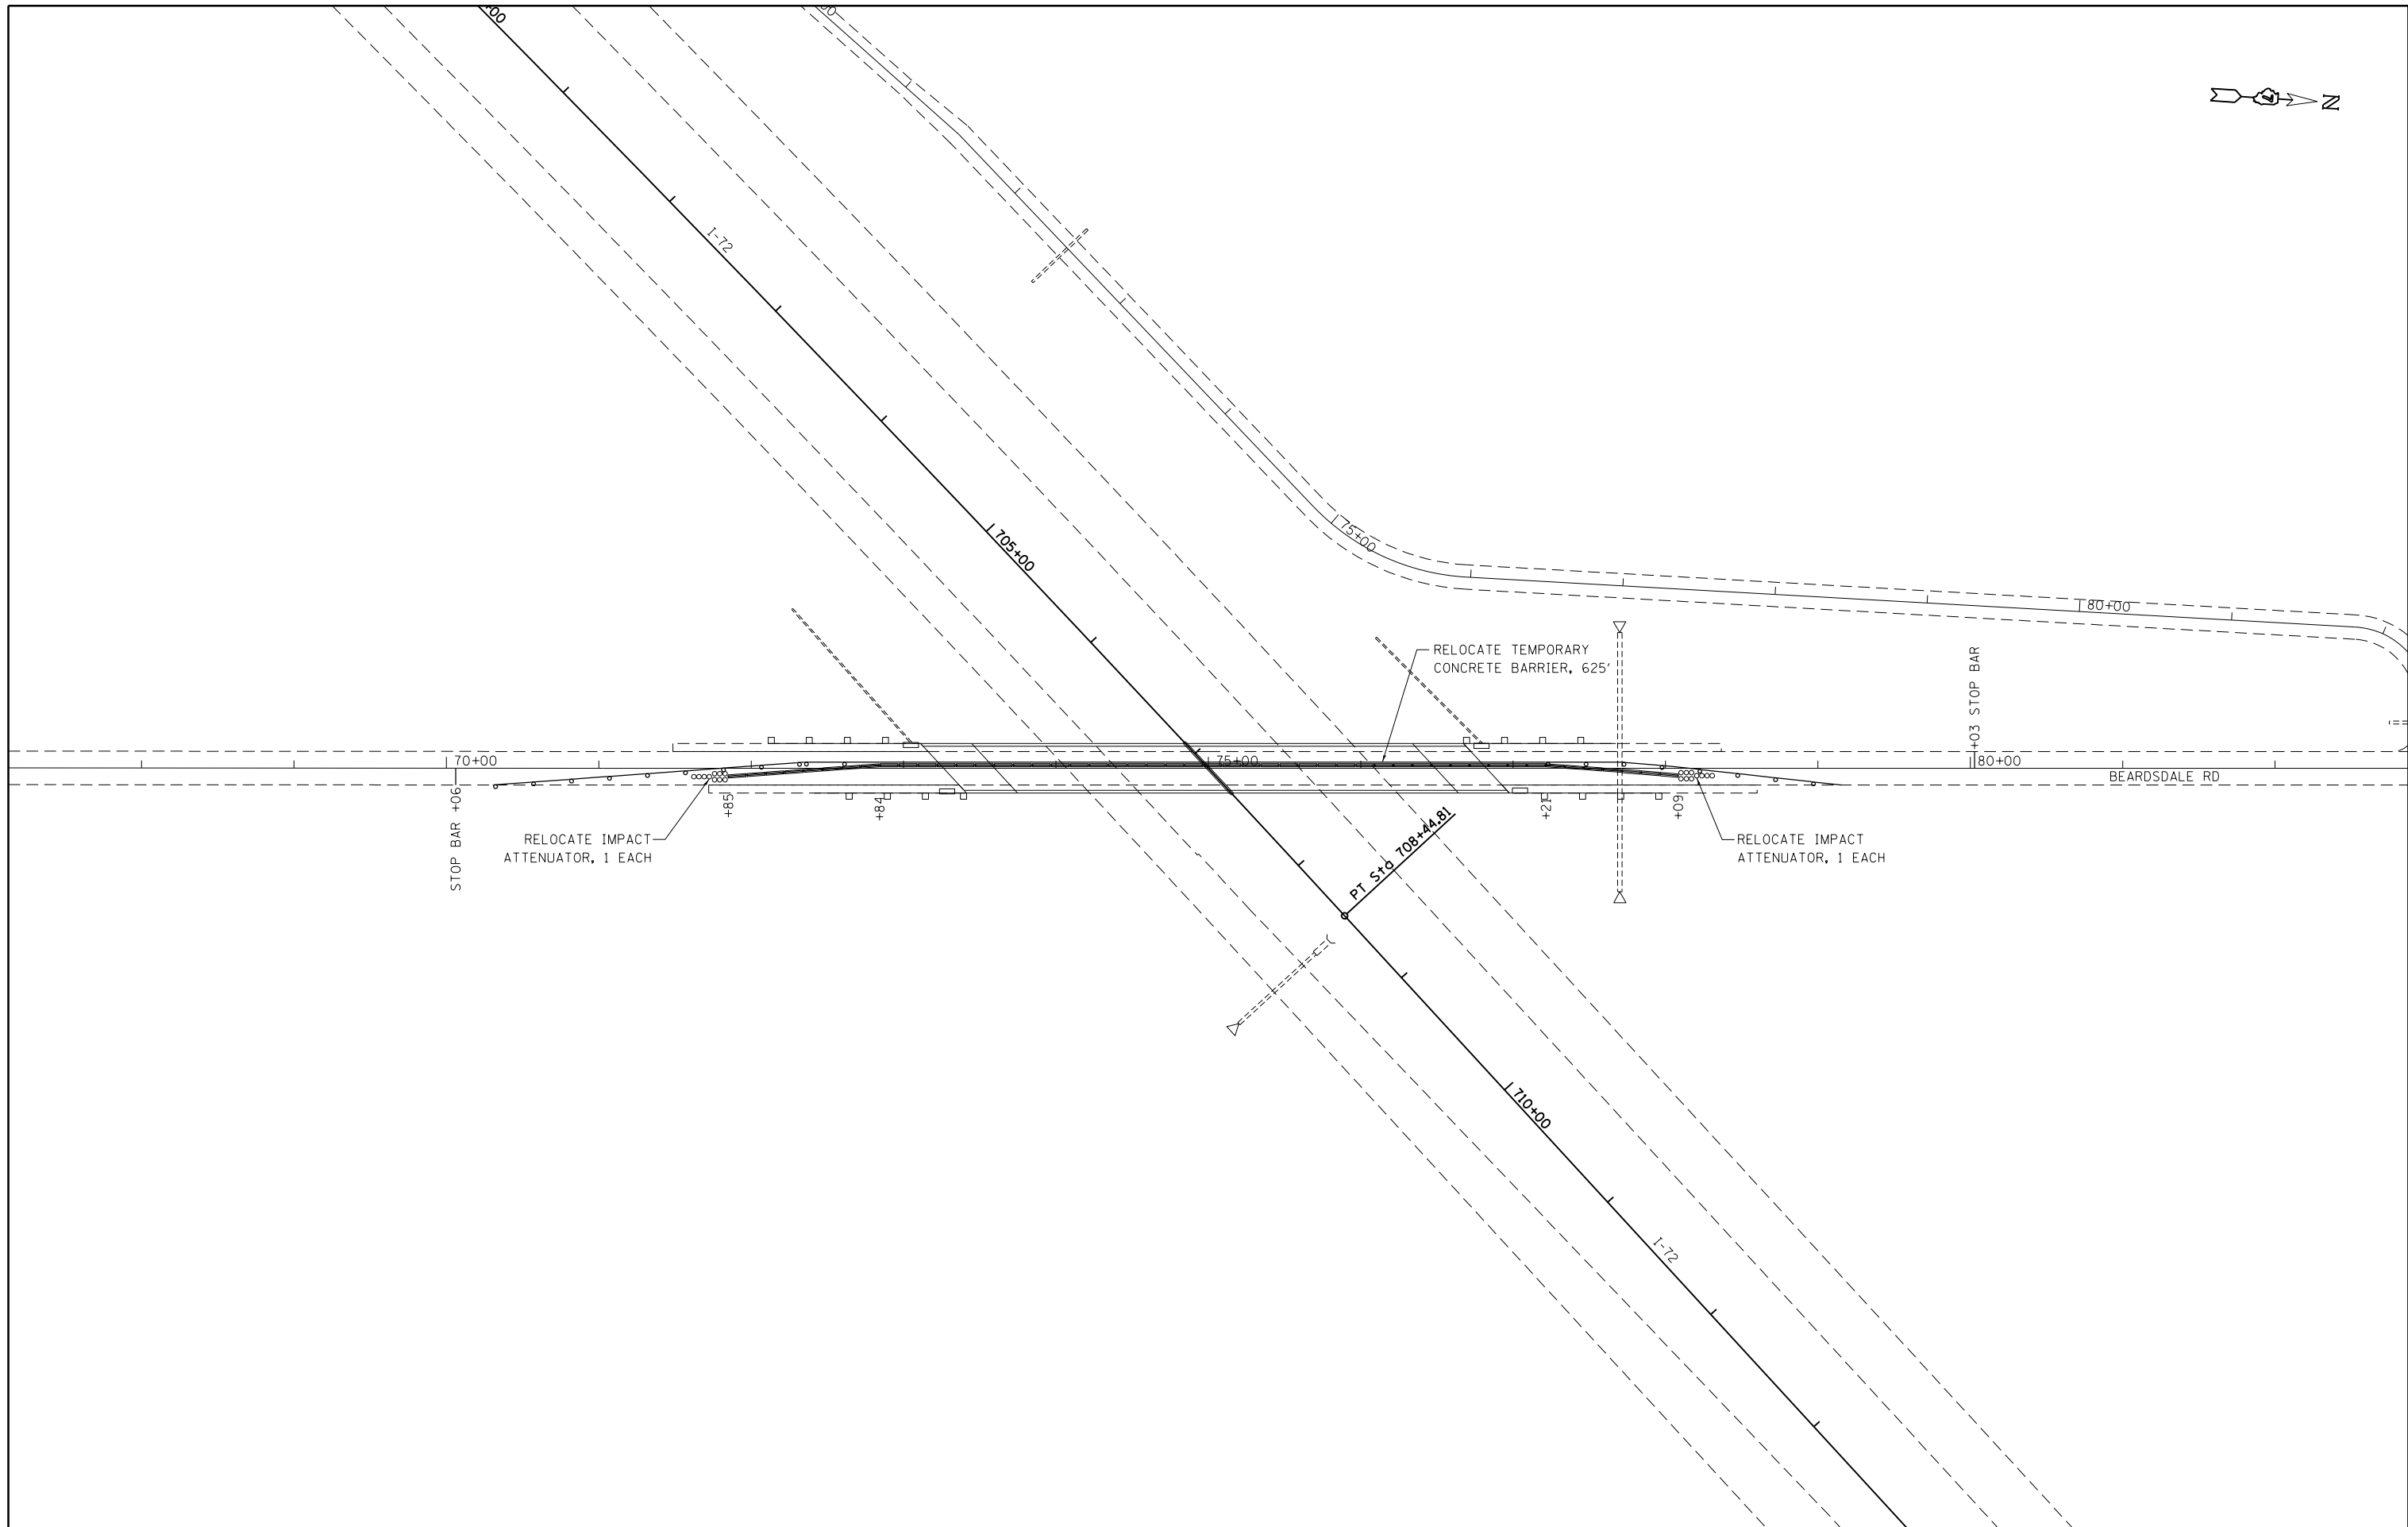 N
I-72
705+00
75+00
80+00
RELOCATE TEMPORARY
CONCRETE BARRIER, 625'
+03 STOP BAR
70+00
75+00
80+00
BEARDSDALE RD
STOP BAR +06
+85
+84
+21
+09
RELOCATE IMPACT
ATTENUATOR, 1 EACH
RELOCATE IMPACT
ATTENUATOR, 1 EACH
PT Sta 708+44.81
710+00
I-72